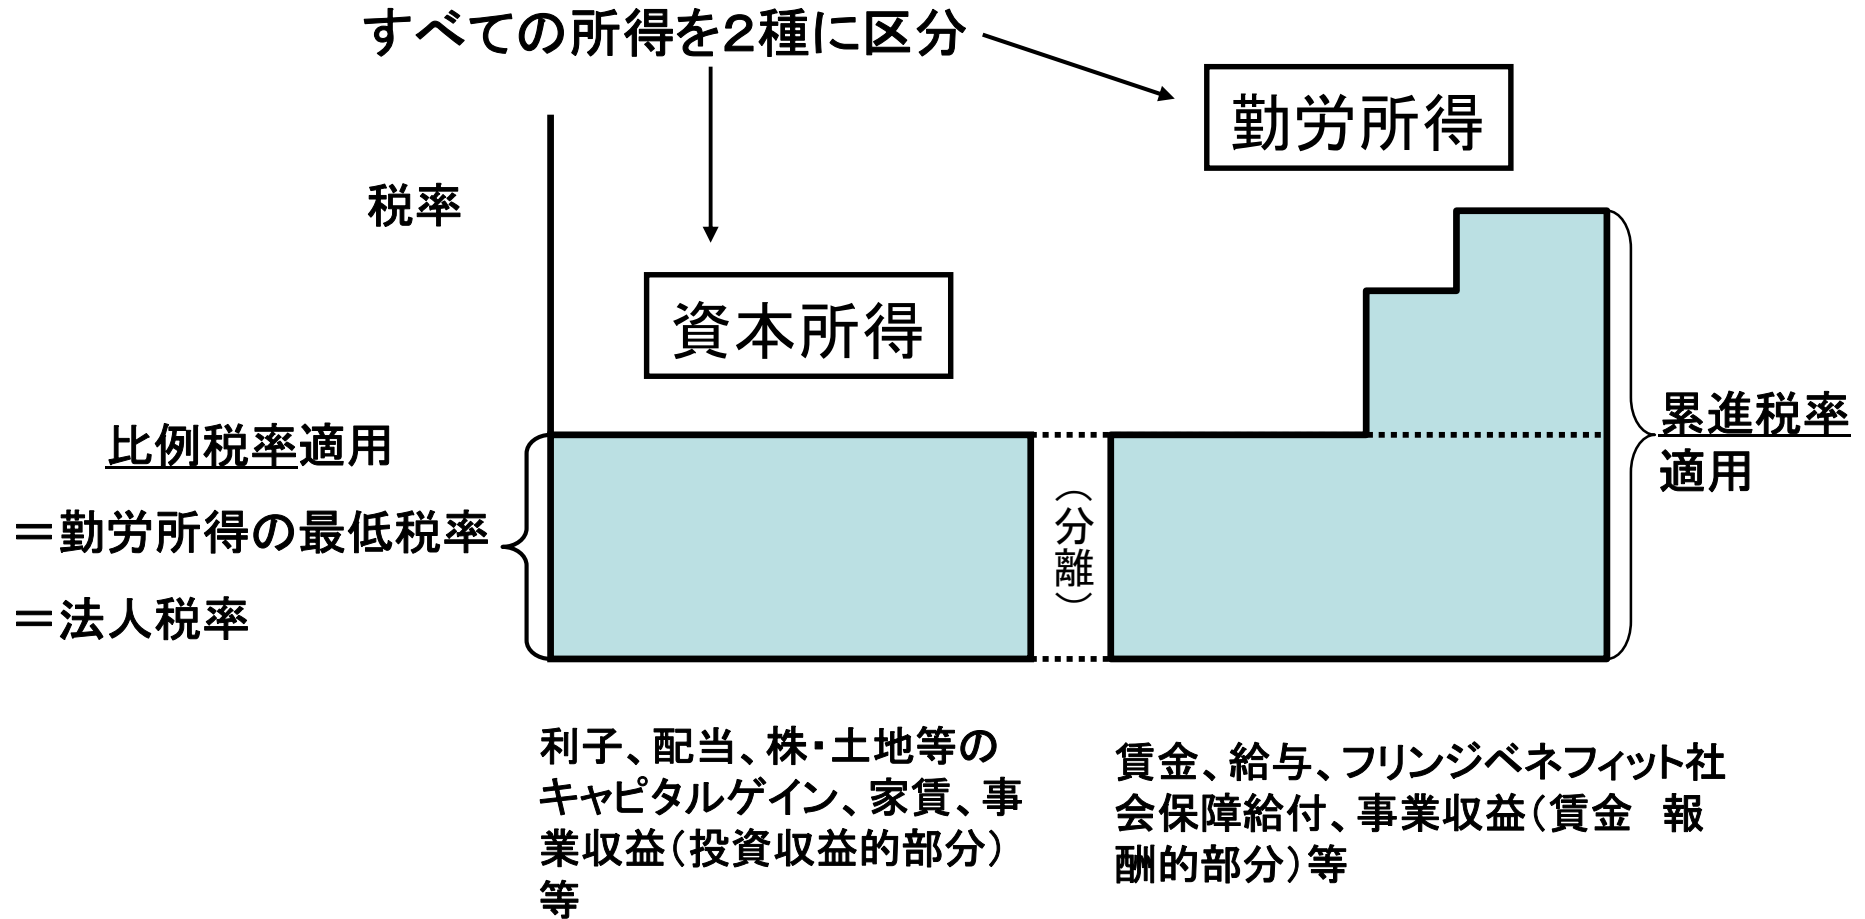 すべての所得を2種に区分
勤労所得
税率
資本所得
比例税率適用
＝勤労所得の最低税率
＝法人税率
（分離）
累進税率
適用
利子、配当、株・土地等の
キャピタルゲイン、家賃、事
業収益（投資収益的部分）
等
賃金、給与、フリンジベネフィット社
会保障給付、事業収益（賃金　報
酬的部分）等